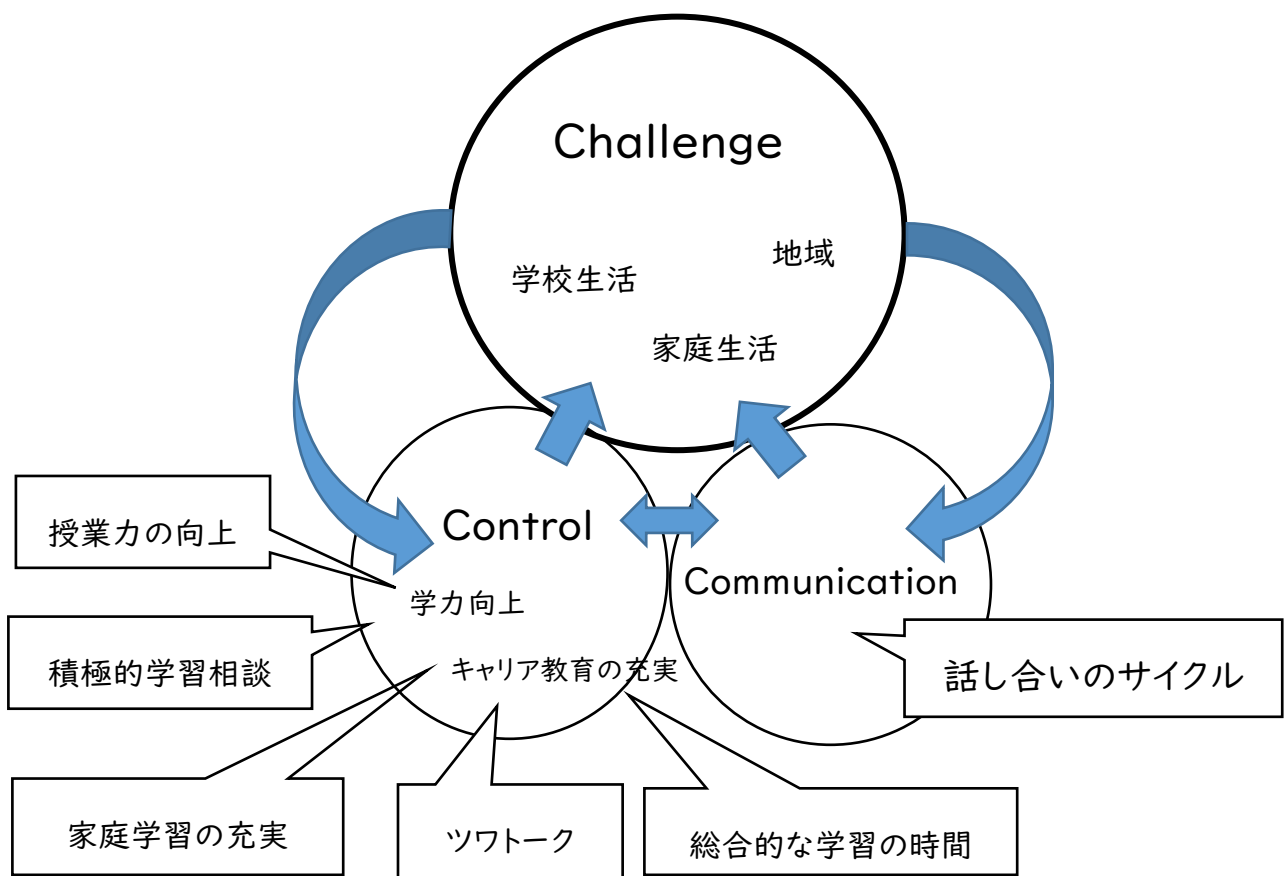 Challenge
地域
学校生活
家庭生活
Control
授業力の向上
Communication
学力向上
積極的学習相談
キャリア教育の充実
話し合いのサイクル
家庭学習の充実
ツワトーク
総合的な学習の時間